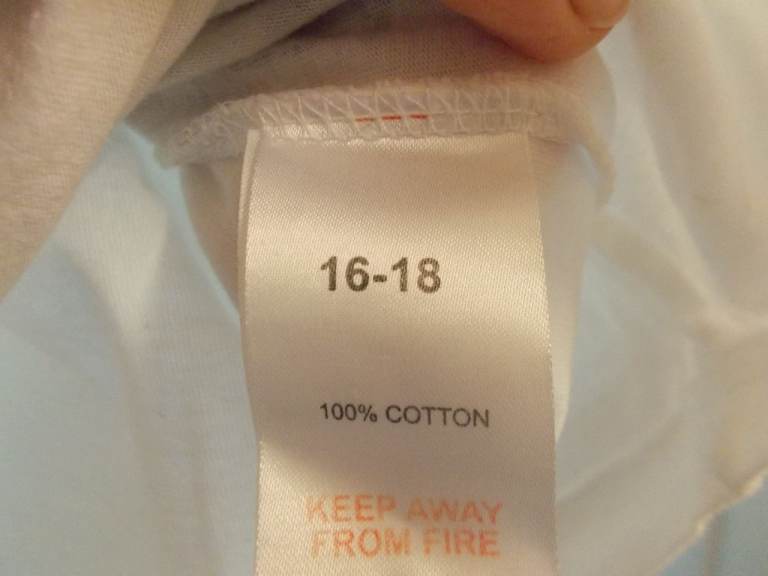 16-18
100% COTTON
KEEP AWAY
FROM FIRE